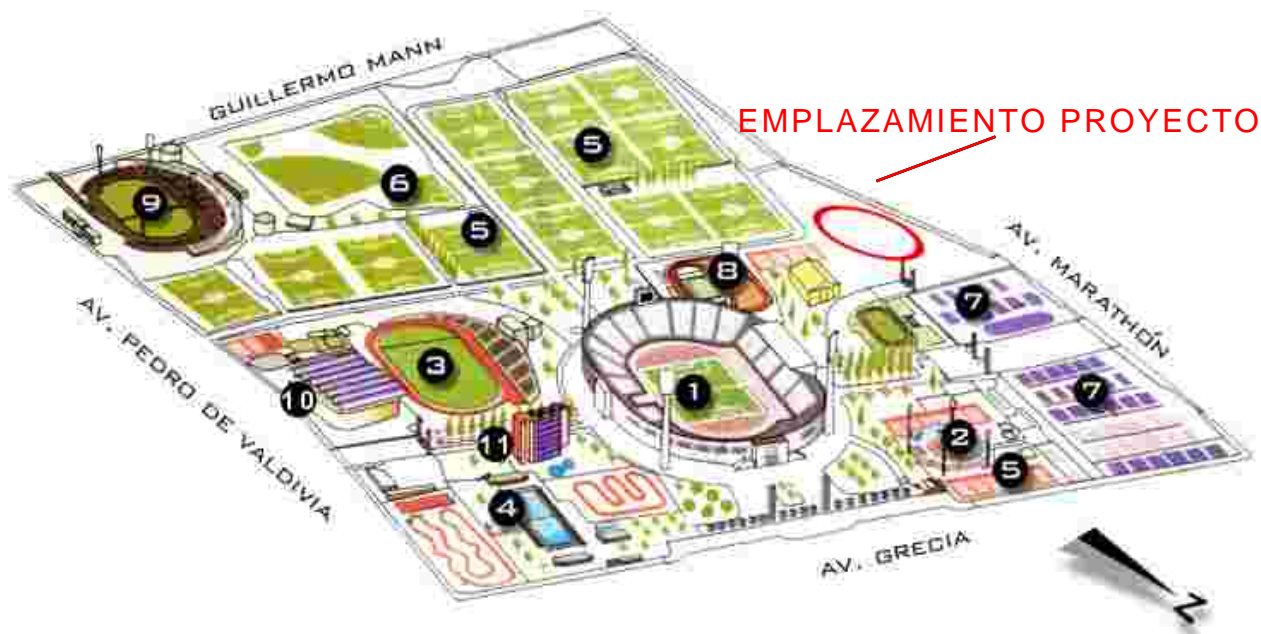 GUILLERMO MANN
EMPLAZAMIENTO PROYECTO
5
6
9
5
AV. MARATHÓN
8
7
3
1
7
10
AV. PEDRO DE VALDIVIA
11
2
5
4
AV. GRECIA
N